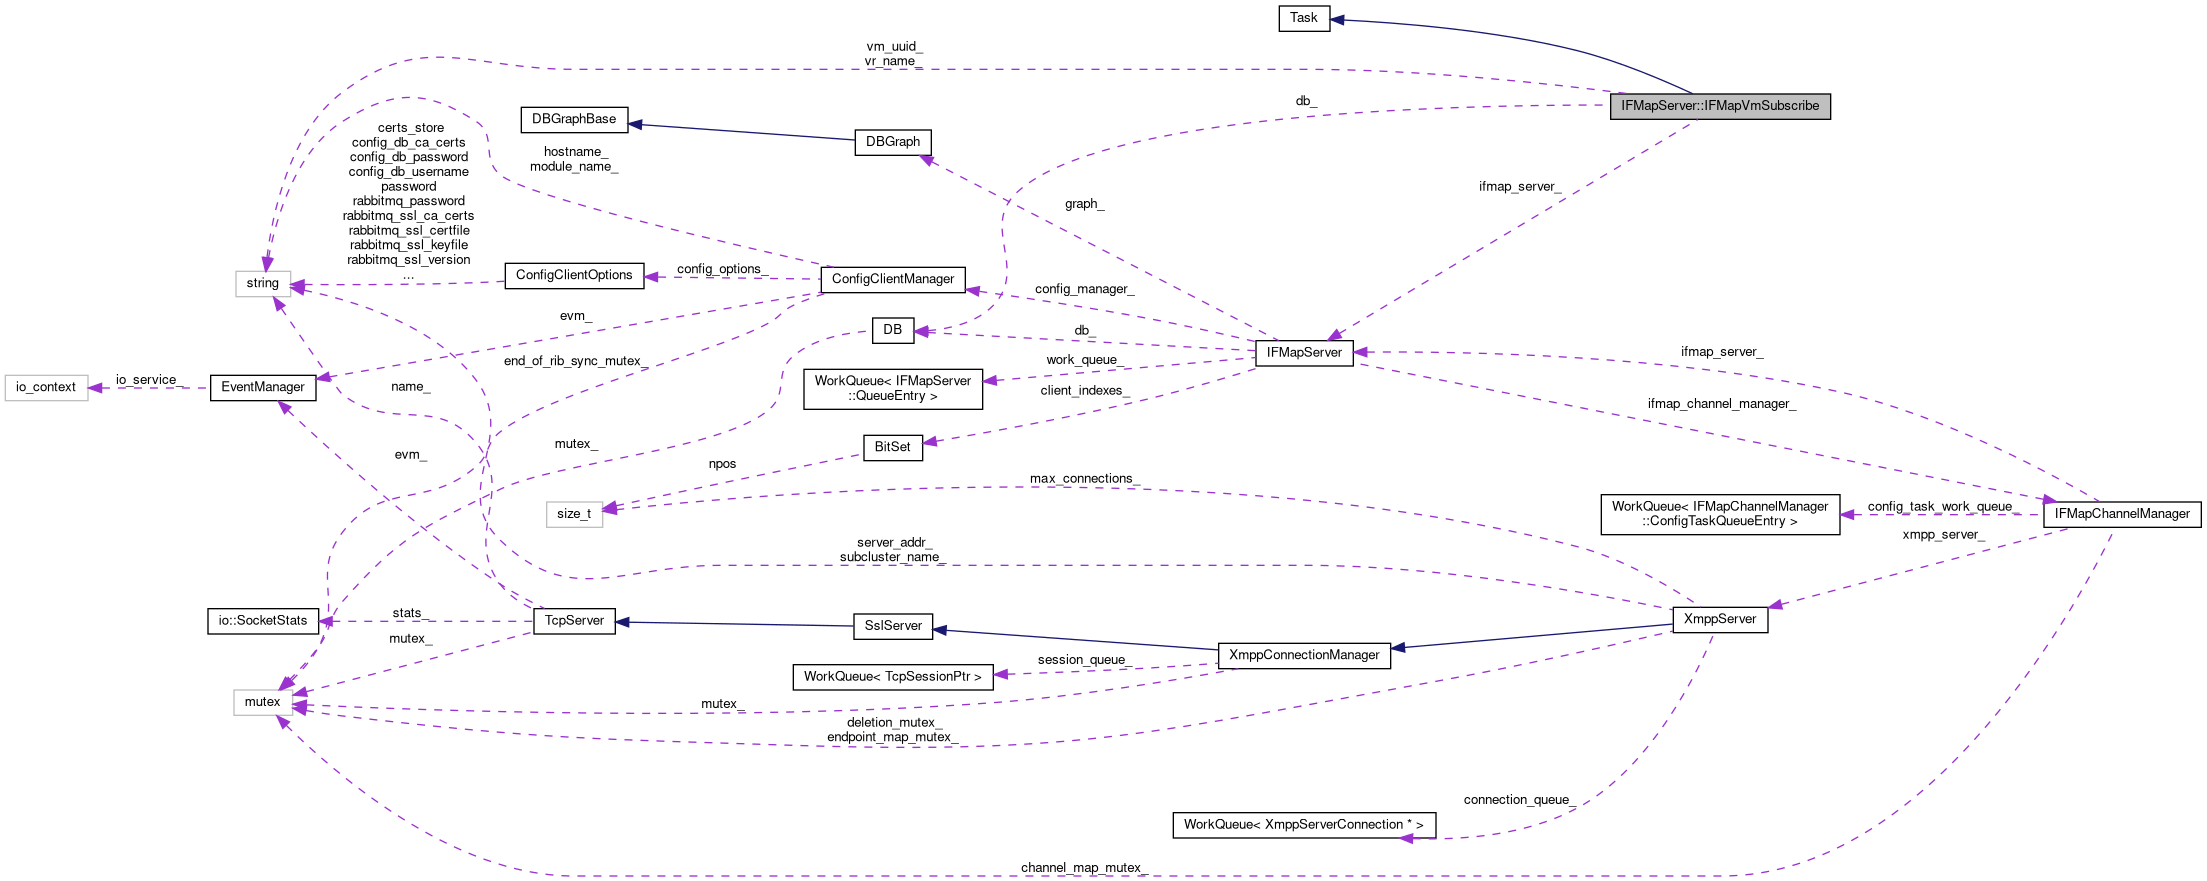 Task
vm_uuid_
vr_name_
IFMapServer::IFMapVmSubscribe
db_
DBGraphBase
DBGraph
certs_store
config_db_ca_certs
config_db_password
config_db_username
password
rabbitmq_password
rabbitmq_ssl_ca_certs
rabbitmq_ssl_certfile
rabbitmq_ssl_keyfile
rabbitmq_ssl_version
...
hostname_
module_name_
ifmap_server_
graph_
string
ConfigClientOptions
config_options_
ConfigClientManager
config_manager_
evm_
DB
db_
end_of_rib_sync_mutex_
work_queue_
IFMapServer
ifmap_server_
io_context
io_service_
EventManager
name_
WorkQueue< IFMapServer
::QueueEntry >
client_indexes_
ifmap_channel_manager_
evm_
mutex_
BitSet
npos
max_connections_
size_t
WorkQueue< IFMapChannelManager
::ConfigTaskQueueEntry >
config_task_work_queue_
IFMapChannelManager
xmpp_server_
server_addr_
subcluster_name_
io::SocketStats
stats_
TcpServer
SslServer
XmppServer
mutex_
XmppConnectionManager
session_queue_
WorkQueue< TcpSessionPtr >
mutex
mutex_
deletion_mutex_
endpoint_map_mutex_
connection_queue_
WorkQueue< XmppServerConnection * >
channel_map_mutex_